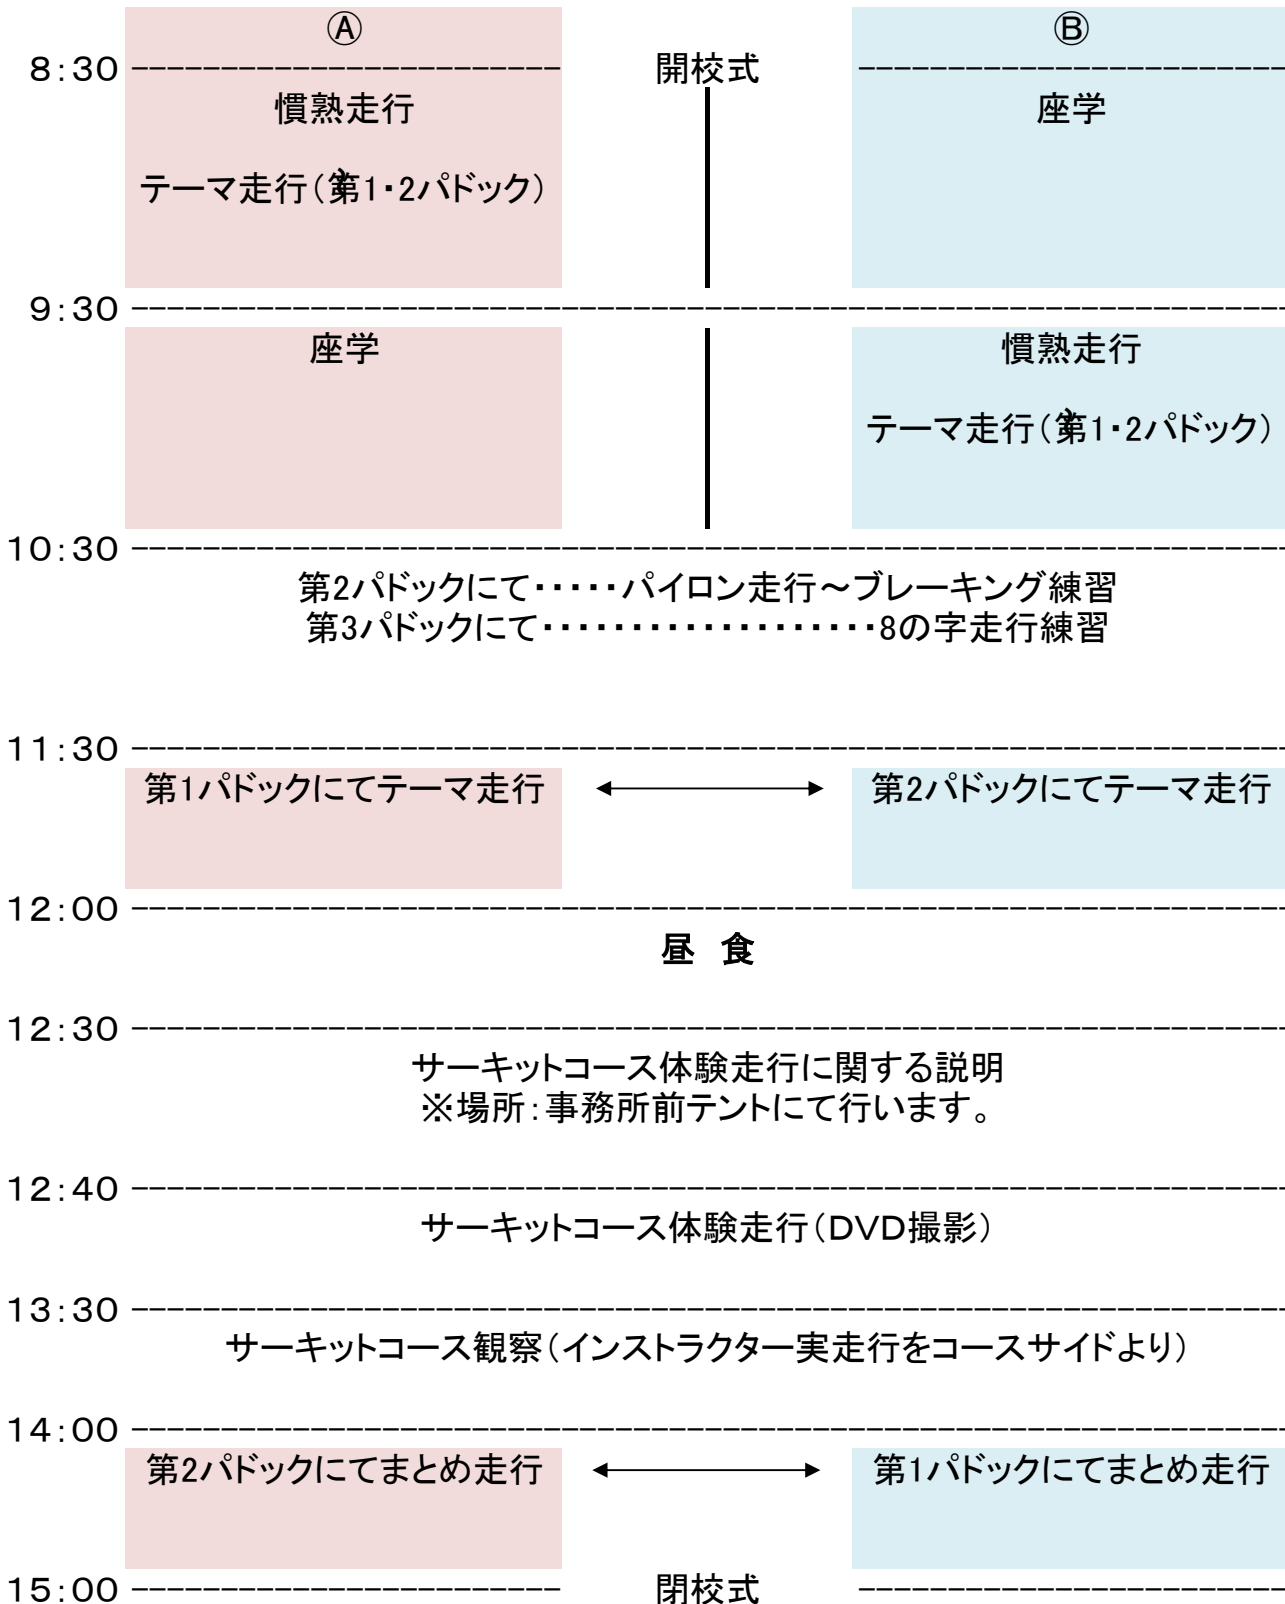 Ⓐ Ⓑ
8:30 開校式
慣熟走行 座学
テーマ走行(第1・2パドック)
9:30
座学 慣熟走行
テーマ走行(第1・2パドック)
10:30
第2パドックにて・・・・・パイロン走行～ブレーキング練習
第3パドックにて・・・・・・・・・・・・・・・・・・・8の字走行練習
11:30
第1パドックにてテーマ走行 第2パドックにてテーマ走行
12:00
昼 食
12:30
サーキットコース体験走行に関する説明
※場所:事務所前テントにて行います。
12:40
サーキットコース体験走行(DVD撮影)
13:30
サーキットコース観察(インストラクター実走行をコースサイドより)
14:00
第2パドックにてまとめ走行 第1パドックにてまとめ走行
15:00 閉校式